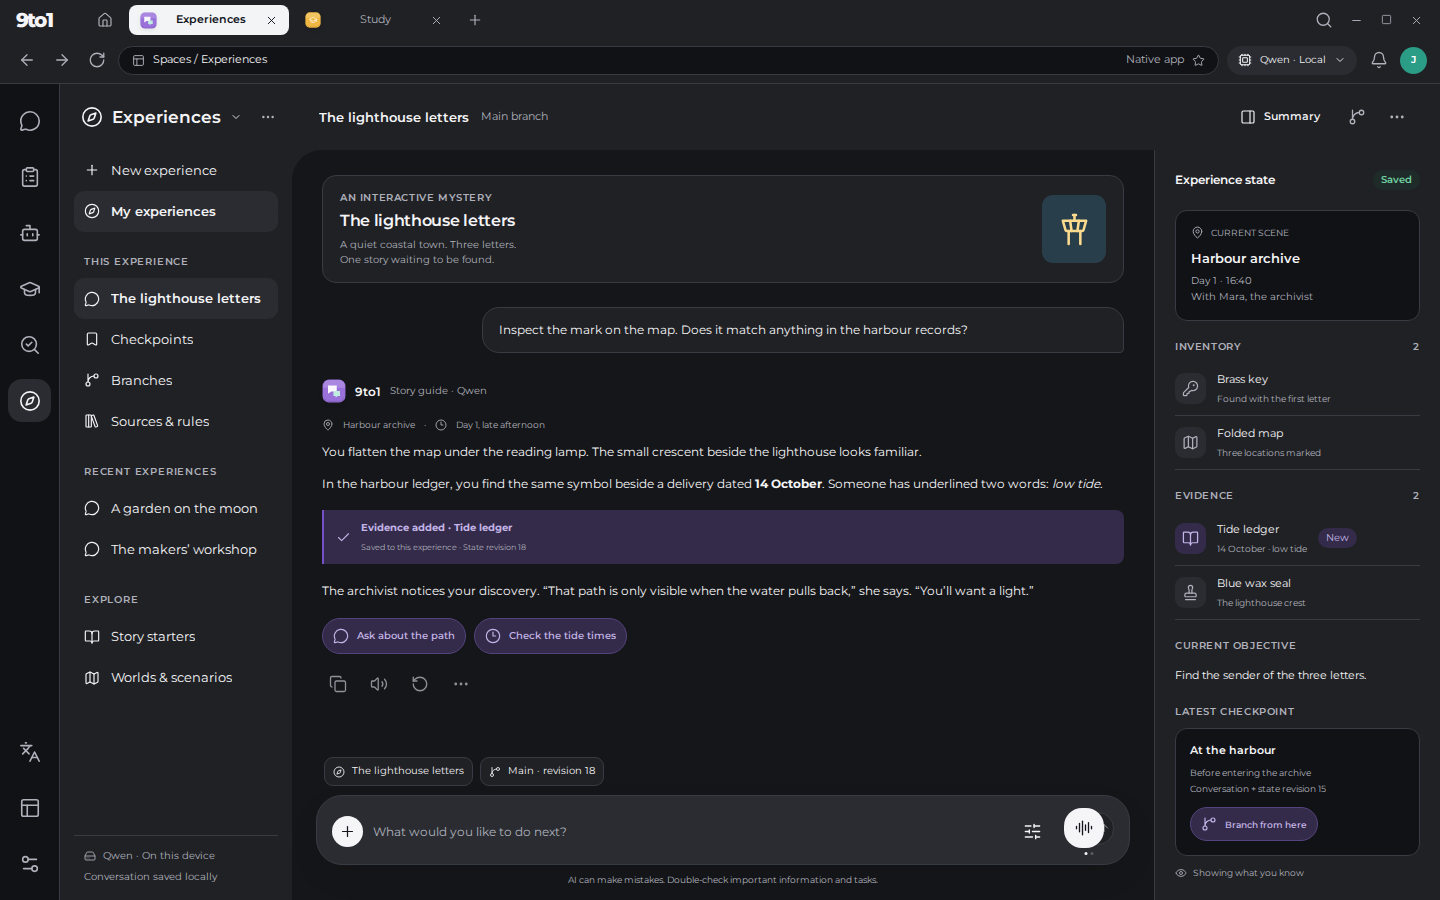 9to1
Experiences
Study
Spaces / Experiences
Native app
Qwen · Local
J
Experiences
New experience
My experiences
THIS EXPERIENCE
The lighthouse letters
Checkpoints
Branches
Sources & rules
RECENT EXPERIENCES
A garden on the moon
The makers’ workshop
EXPLORE
Story starters
Worlds & scenarios
Qwen · On this device
Conversation saved locally
The lighthouse letters
Main branch
Summary
AN INTERACTIVE MYSTERY
The lighthouse letters
A quiet coastal town. Three letters.
One story waiting to be found.
Inspect the mark on the map. Does it match anything in the harbour records?
9to1
Story guide · Qwen
Harbour archive · Day 1, late afternoon
You flatten the map under the reading lamp. The small crescent beside the lighthouse looks familiar.
In the harbour ledger, you find the same symbol beside a delivery dated 14 October. Someone has underlined two words: low tide.
Evidence added · Tide ledger
Saved to this experience · State revision 18
The archivist notices your discovery. “That path is only visible when the water pulls back,” she says. “You’ll want a light.”
Ask about the path
Check the tide times
The lighthouse letters
Main · revision 18
What would you like to do next?
AI can make mistakes. Double-check important information and tasks.
Experience state
Saved
CURRENT SCENE
Harbour archive
Day 1 · 16:40
With Mara, the archivist
INVENTORY
2
Brass key
Found with the first letter
Folded map
Three locations marked
EVIDENCE
2
Tide ledger
14 October · low tide
New
Blue wax seal
The lighthouse crest
CURRENT OBJECTIVE
Find the sender of the three letters.
LATEST CHECKPOINT
At the harbour
Before entering the archive
Conversation + state revision 15
Branch from here
Showing what you know